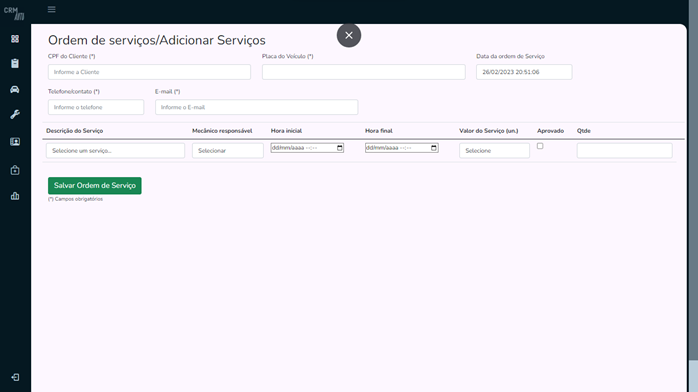 CRM
Ordem de serviços/Adicionar Serviços
CPF do Cliente (*)
Placa do Veículo (*)
Data da ordem de Serviço
Informe a Cliente
26/02/2023 20:51:06
Telefone/contato (*)
E-mail (*)
Informe o telefone
Informe o E-mail
Descrição do Serviço
Mecânico responsável
Hora inicial
Hora final
Valor do Serviço (un.)
Aprovado
Qtde
Selecione um serviço...
Selecionar
dd/mm/aaaa --:--
dd/mm/aaaa --:--
Selecione
Salvar Ordem de Serviço
(*) Campos obrigatórios